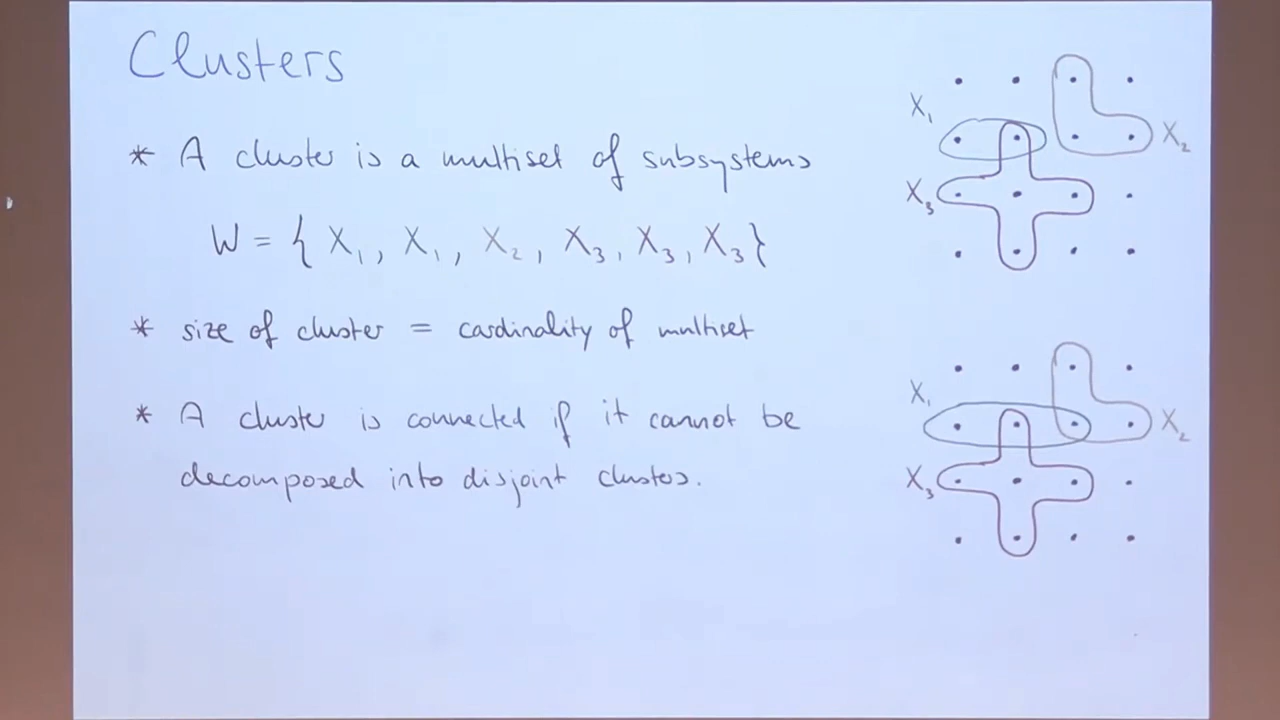 Clusters
* A cluster is a multiset of subsystems
W = { X₁, X₁, X₂, X₃, X₃, X₃}
* size of cluster = cardinality of multiset
* A cluster is connected if it cannot be
decomposed into disjoint clusters.
X₁
X₂
X₃
X₁
X₂
X₃